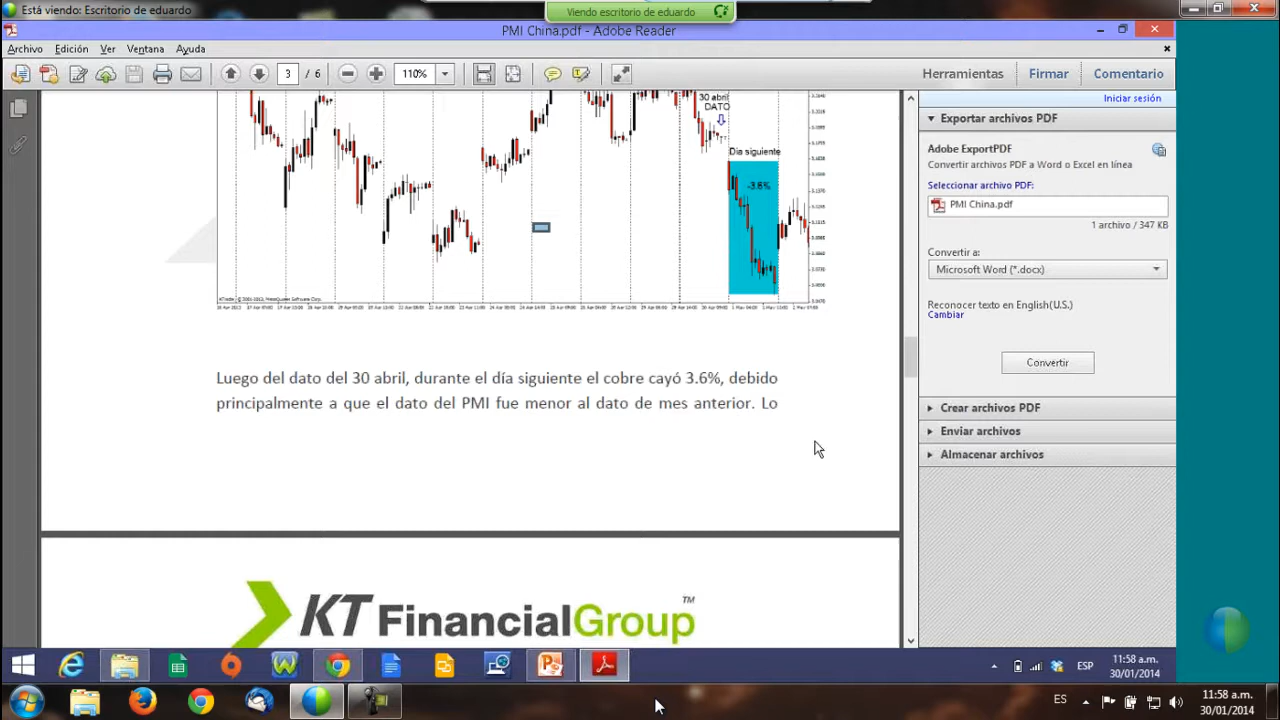 Está viendo: Escritorio de eduardo
Viendo escritorio de eduardo
PMI China.pdf - Adobe Reader
Archivo Edición Ver Ventana Ayuda
3 / 6 110% Herramientas Firmar Comentario
Iniciar sesión
Exportar archivos PDF
Adobe ExportPDF
Convertir archivos PDF a Word o Excel en línea
Seleccionar archivo PDF:
PMI China.pdf
1 archivo / 347 KB
Convertir a:
Microsoft Word (*.docx)
Reconocer texto en English(U.S.)
Cambiar
Convertir
Crear archivos PDF
Enviar archivos
Almacenar archivos
30 abril
DATO
Dia siguiente
-3.6%
Luego del dato del 30 abril, durante el día siguiente el cobre cayó 3.6%, debido
principalmente a que el dato del PMI fue menor al dato de mes anterior. Lo
KT FinancialGroup™
ESP
11:58 a.m.
30/01/2014
ES
11:58 a.m.
30/01/2014